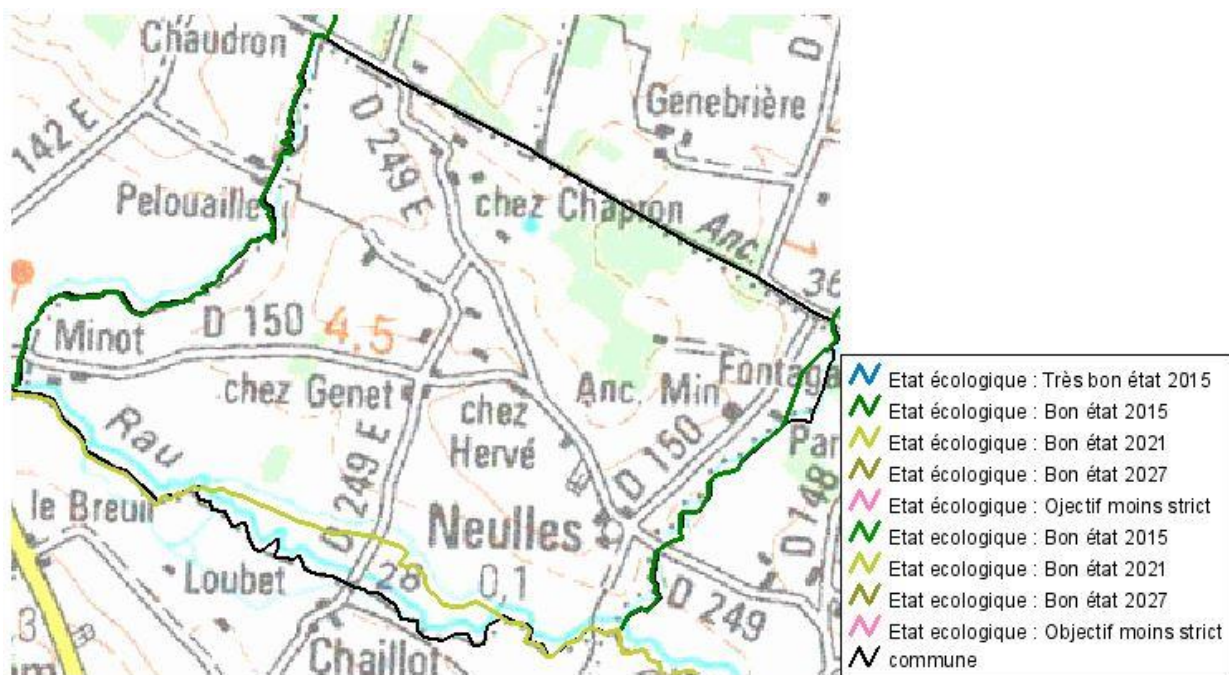 Chaudron
D
D 249 E
Genebrière
142 E
Pelouaille
chez Chapron
Anc.
36
Minot
D 150
4,5
chez Genet
Anc. Min
Fontaga
Rau
chez
Hervé
D 150
Par
D 148
le Breuil
D 249 E
Neulles
Loubet
28
0,1
D 249
3
Chaillot
um
Etat écologique : Très bon état 2015
Etat écologique : Bon état 2015
Etat écologique : Bon état 2021
Etat écologique : Bon état 2027
Etat écologique : Ojectif moins strict
Etat ecologique : Bon état 2015
Etat ecologique : Bon état 2021
Etat ecologique : Bon état 2027
Etat ecologique : Objectif moins strict
commune